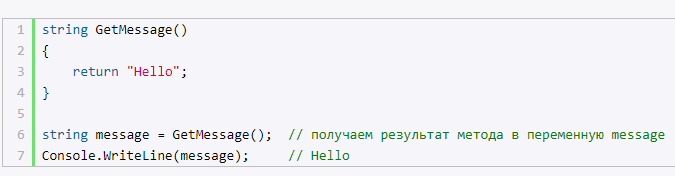 1 string GetMessage()
2 {
3     return "Hello";
4 }
5
6 string message = GetMessage();  // получаем результат метода в переменную message
7 Console.WriteLine(message);     // Hello